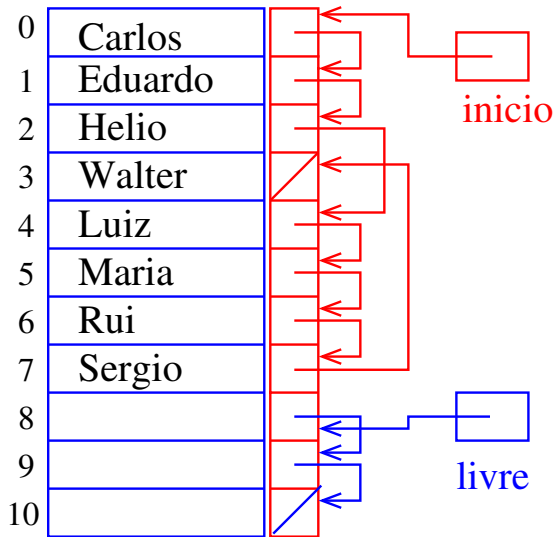 0 Carlos
1 Eduardo
inicio
2 Helio
3 Walter
4 Luiz
5 Maria
6 Rui
7 Sergio
8
9
livre
10